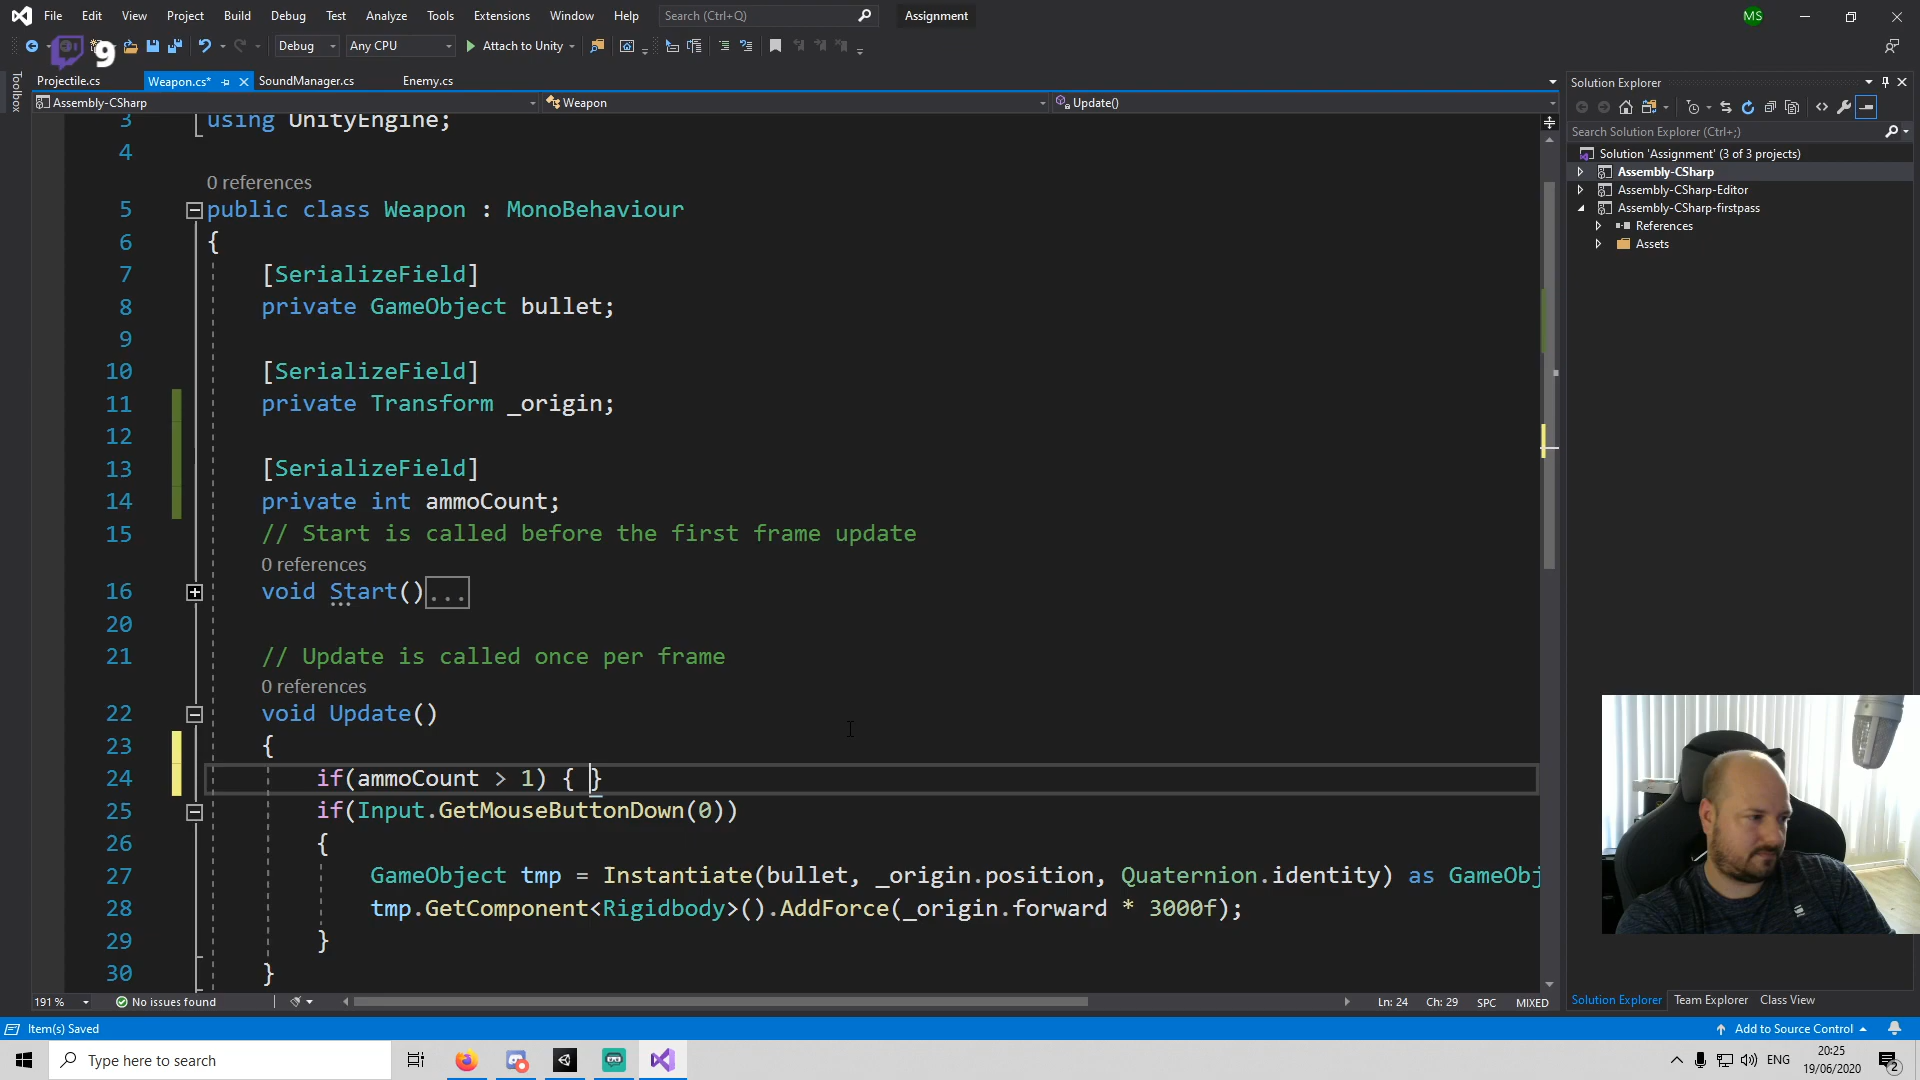 File Edit View Project Build Debug Test Analyze Tools Extensions Window Help Search (Ctrl+Q) Assignment MS
9 Debug Any CPU Attach to Unity
Toolbox
Projectile.cs Weapon.cs* SoundManager.cs Enemy.cs
Assembly-CSharp Weapon Update()
3 using UnityEngine;
4
0 references
5 public class Weapon : MonoBehaviour
6 {
7 [SerializeField]
8 private GameObject bullet;
9
10 [SerializeField]
11 private Transform _origin;
12
13 [SerializeField]
14 private int ammoCount;
15 // Start is called before the first frame update
0 references
16 void Start()...
20
21 // Update is called once per frame
0 references
22 void Update()
23 {
24 if(ammoCount > 1) { }
25 if(Input.GetMouseButtonDown(0))
26 {
27 GameObject tmp = Instantiate(bullet, _origin.position, Quaternion.identity) as GameObj
28 tmp.GetComponent<Rigidbody>().AddForce(_origin.forward * 3000f);
29 }
30 }
191 % No issues found Ln: 24 Ch: 29 SPC MIXED
Solution Explorer
Search Solution Explorer (Ctrl+;)
Solution 'Assignment' (3 of 3 projects)
Assembly-CSharp
Assembly-CSharp-Editor
Assembly-CSharp-firstpass
References
Assets
Solution Explorer Team Explorer Class View
Item(s) Saved Add to Source Control
Type here to search ENG 20:25
19/06/2020 2